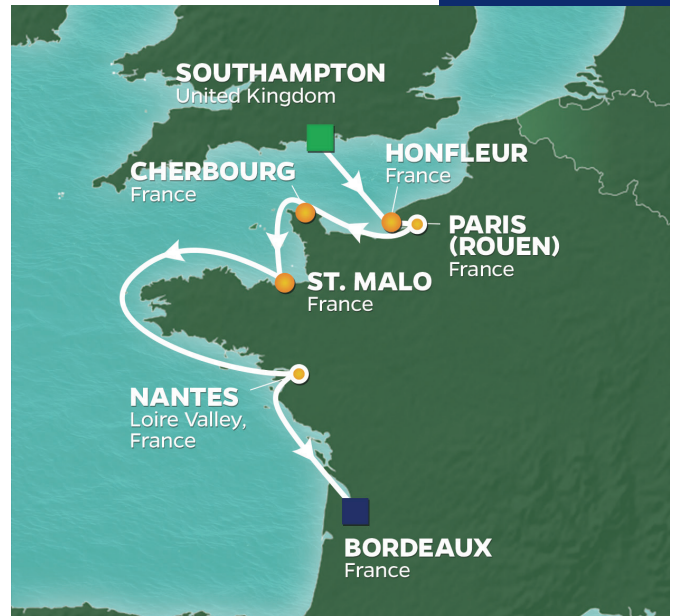 SOUTHAMPTON
United Kingdom
HONFLEUR
France
CHERBOURG
France
PARIS
(ROUEN)
France
ST. MALO
France
NANTES
Loire Valley,
France
BORDEAUX
France